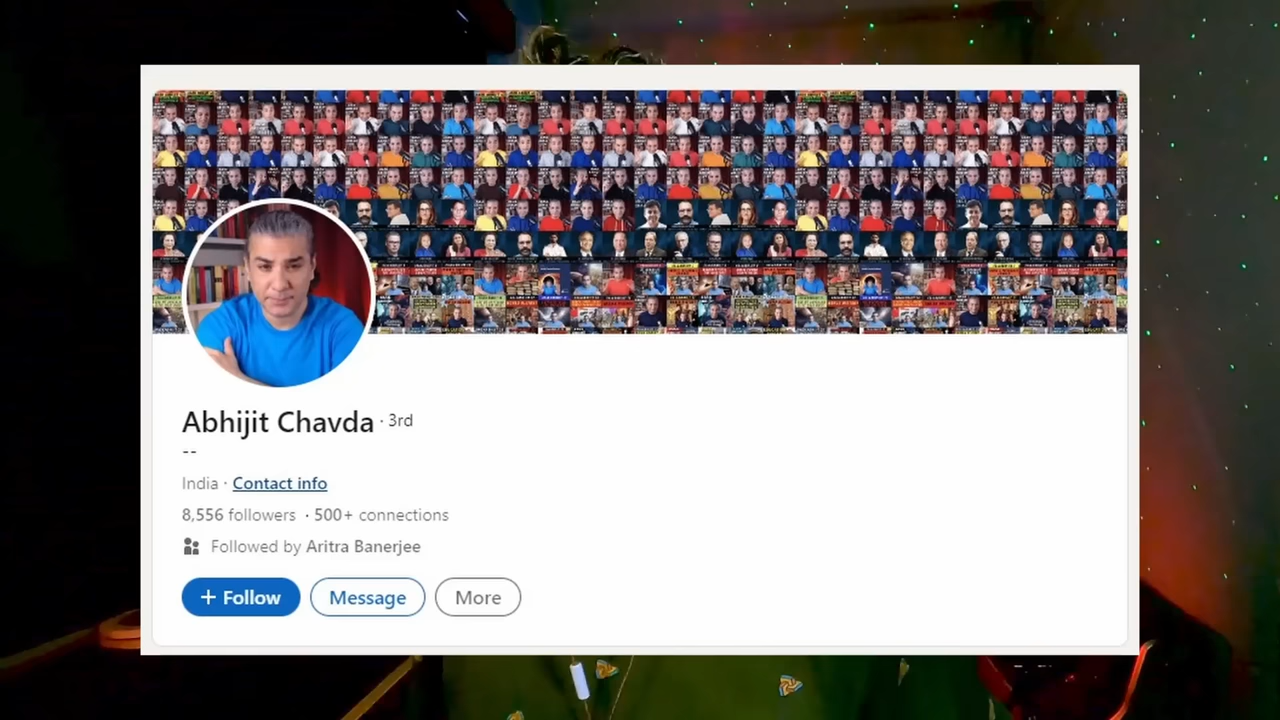 Abhijit Chavda · 3rd
--
India · Contact info
8,556 followers · 500+ connections
Followed by Aritra Banerjee
+ Follow
Message
More